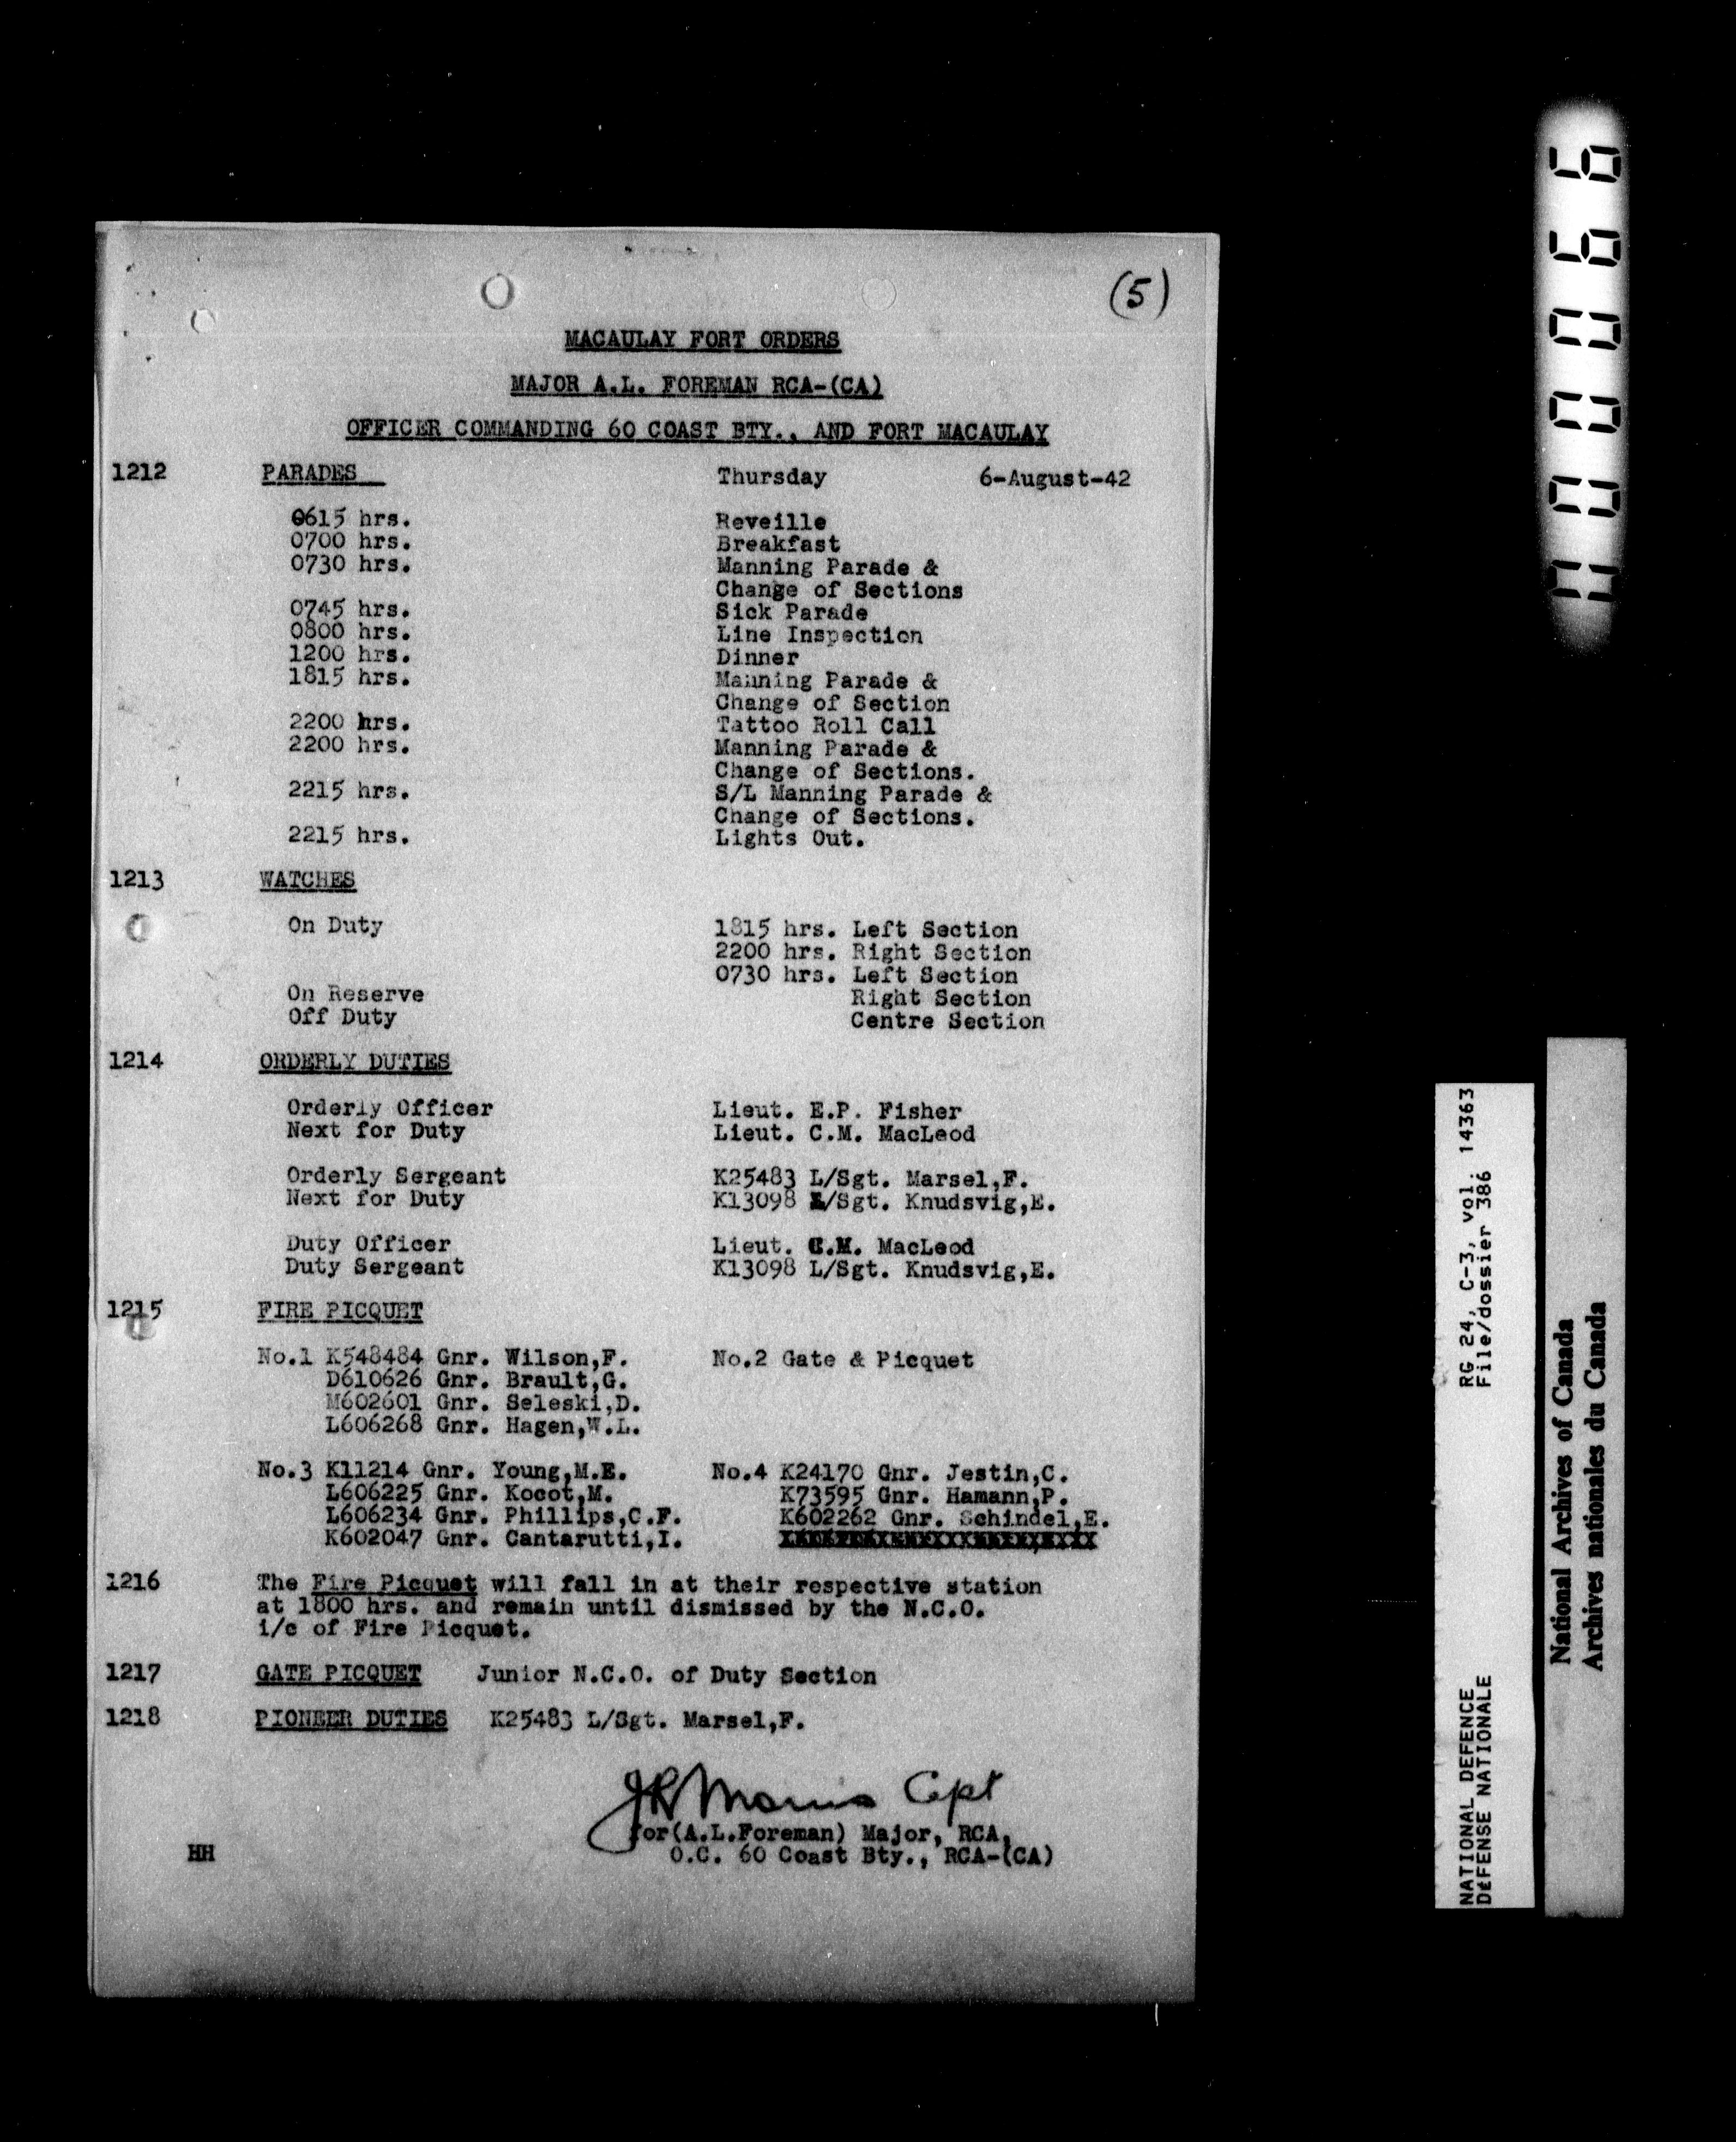 (5)
MACAULAY FORT ORDERS
MAJOR A.L. FOREMAN RCA-(CA)
OFFICER COMMANDING 60 COAST BTY., AND FORT MACAULAY
1212 PARADES Thursday 6-August-42
0615 hrs. Reveille
0700 hrs. Breakfast
0730 hrs. Manning Parade &
Change of Sections
0745 hrs. Sick Parade
0800 hrs. Line Inspection
1200 hrs. Dinner
1815 hrs. Manning Parade &
Change of Section
2200 hrs. Tattoo Roll Call
2200 hrs. Manning Parade &
Change of Sections.
2215 hrs. S/L Manning Parade &
Change of Sections.
2215 hrs. Lights Out.
1213 WATCHES
On Duty 1815 hrs. Left Section
2200 hrs. Right Section
0730 hrs. Left Section
On Reserve Right Section
Off Duty Centre Section
1214 ORDERLY DUTIES
Orderly Officer Lieut. E.P. Fisher
Next for Duty Lieut. C.M. MacLeod
Orderly Sergeant K25483 L/Sgt. Marsel,F.
Next for Duty K13098 L/Sgt. Knudsvig,E.
Duty Officer Lieut. C.M. MacLeod
Duty Sergeant K13098 L/Sgt. Knudsvig,E.
1215 FIRE PICQUET
No.1 K548484 Gnr. Wilson,F. No.2 Gate & Picquet
D610626 Gnr. Brault,G.
M602601 Gnr. Seleski,D.
L606268 Gnr. Hagen,W.L.
No.3 K11214 Gnr. Young,M.E. No.4 K24170 Gnr. Jestin,C.
L606225 Gnr. Kocot,M. K73595 Gnr. Hamann,P.
L606234 Gnr. Phillips,C.F. K602262 Gnr. Schindel,E.
K602047 Gnr. Cantarutti,I.
1216 The Fire Picquet will fall in at their respective station
at 1800 hrs. and remain until dismissed by the N.C.O.
i/c of Fire Picquet.
1217 GATE PICQUET Junior N.C.O. of Duty Section
1218 PIONEER DUTIES K25483 L/Sgt. Marsel,F.
Capt
for(A.L.Foreman) Major, RCA,
HH O.C. 60 Coast Bty., RCA-(CA)
NATIONAL DEFENCE RG 24, C-3, vol. 14363
DÉFENSE NATIONALE File/dossier 386
National Archives of Canada
Archives nationales du Canada